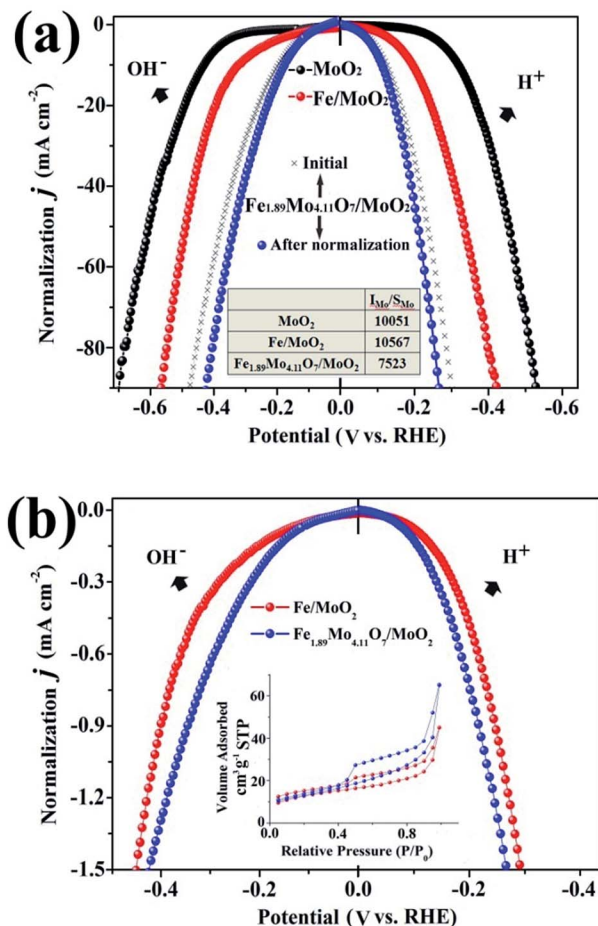 (a)
0
-20
-40
-60
-80
Normalization j (mA cm-2)
OH-
H+
MoO2
Fe/MoO2
× Initial
Fe1.89Mo4.11O7/MoO2
After normalization
IMo/SMo
MoO2 10051
Fe/MoO2 10567
Fe1.89Mo4.11O7/MoO2 7523
-0.6 -0.4 -0.2 0.0 -0.2 -0.4 -0.6
Potential (V vs. RHE)
(b)
0.0
-0.3
-0.6
-0.9
-1.2
-1.5
Normalization j (mA cm-2)
OH-
H+
Fe/MoO2
Fe1.89Mo4.11O7/MoO2
60
40
20
0
Volume Adsorbed
cm3g-1 STP
0.0 0.4 0.8
Relative Pressure (P/P0)
-0.4 -0.2 0.0 -0.2 -0.4
Potential (V vs. RHE)